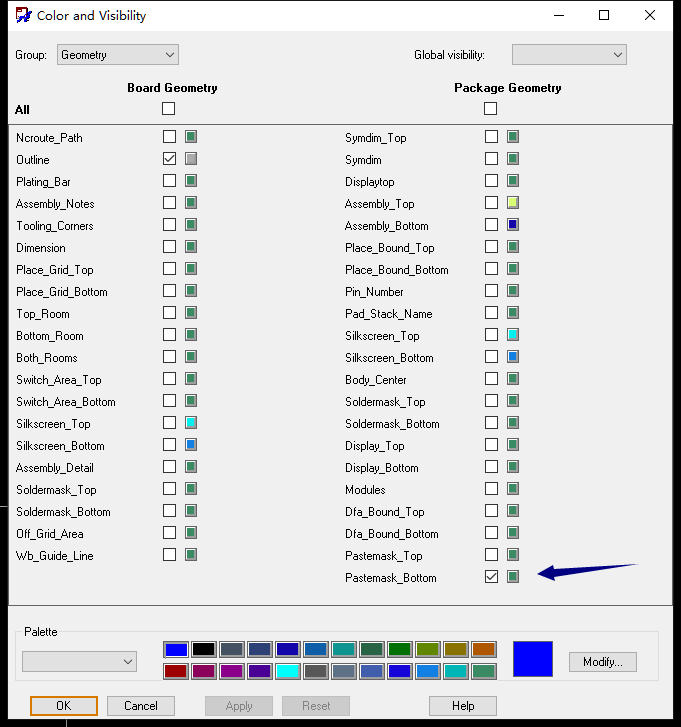 Color and Visibility
Group: Geometry Global visibility:
Board Geometry Package Geometry
All
Ncroute_Path Symdim_Top
Outline Symdim
Plating_Bar Displaytop
Assembly_Notes Assembly_Top
Tooling_Corners Assembly_Bottom
Dimension Place_Bound_Top
Place_Grid_Top Place_Bound_Bottom
Place_Grid_Bottom Pin_Number
Top_Room Pad_Stack_Name
Bottom_Room Silkscreen_Top
Both_Rooms Silkscreen_Bottom
Switch_Area_Top Body_Center
Switch_Area_Bottom Soldermask_Top
Silkscreen_Top Soldermask_Bottom
Silkscreen_Bottom Display_Top
Assembly_Detail Display_Bottom
Soldermask_Top Modules
Soldermask_Bottom Dfa_Bound_Top
Off_Grid_Area Dfa_Bound_Bottom
Wb_Guide_Line Pastemask_Top
Pastemask_Bottom
Palette
Modify...
OK Cancel Apply Reset Help